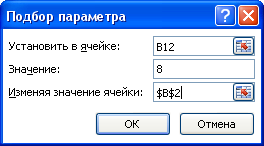 Подбор параметра
Установить в ячейке: B12
Значение: 8
Изменяя значение ячейки: $B$2
ОК Отмена